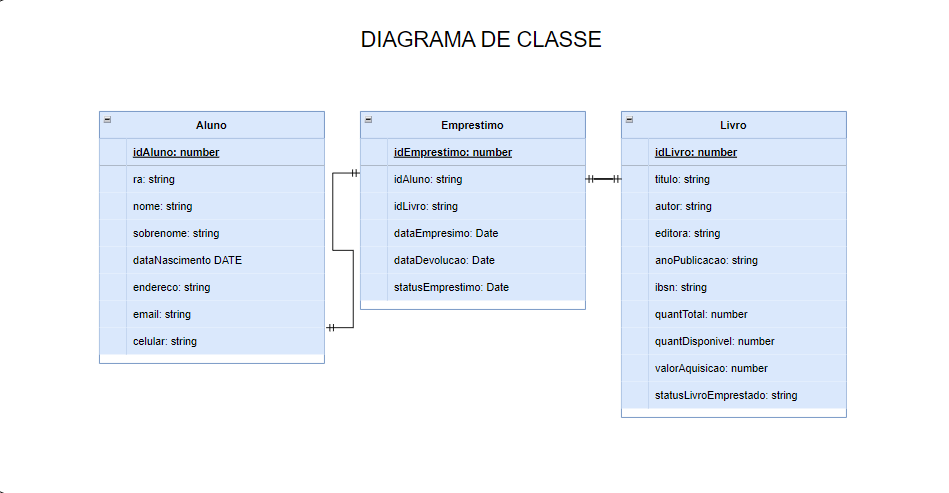 DIAGRAMA DE CLASSE
Aluno
idAluno: number
ra: string
nome: string
sobrenome: string
dataNascimento DATE
endereco: string
email: string
celular: string
Emprestimo
idEmprestimo: number
idAluno: string
idLivro: string
dataEmpresimo: Date
dataDevolucao: Date
statusEmprestimo: Date
Livro
idLivro: number
titulo: string
autor: string
editora: string
anoPublicacao: string
ibsn: string
quantTotal: number
quantDisponivel: number
valorAquisicao: number
statusLivroEmprestado: string